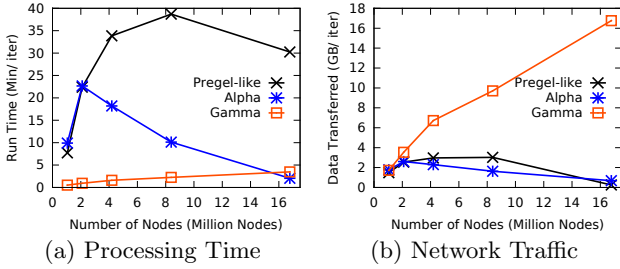 40
35
30
25
20
15
10
5
0
Run Time (Min/ iter)
Pregel-like
Alpha
Gamma
0 2 4 6 8 10 12 14 16
Number of Nodes (Million Nodes)
(a) Processing Time
18
16
14
12
10
8
6
4
2
0
Data Transferred (GB/ iter)
Pregel-like
Alpha
Gamma
0 2 4 6 8 10 12 14 16
Number of Nodes (Million Nodes)
(b) Network Traffic